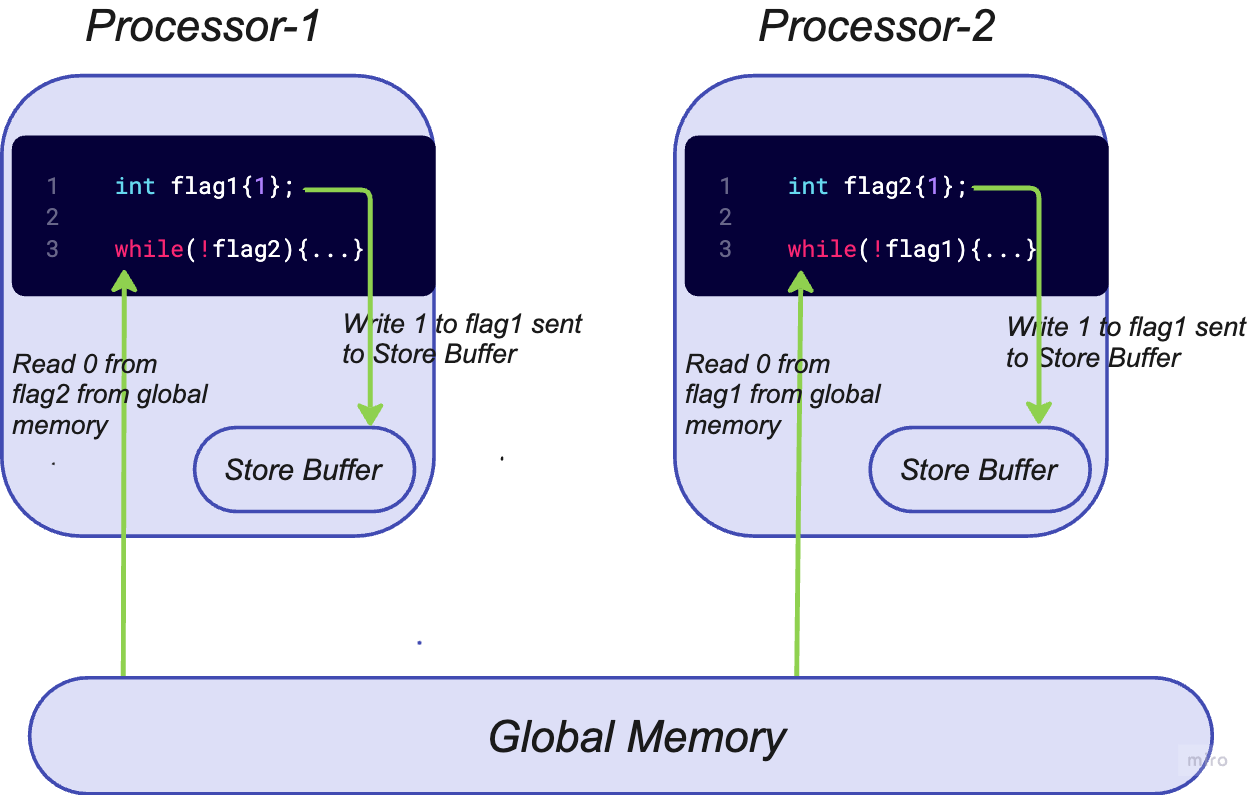 Processor-1
Processor-2
1 int flag1{1};
2
3 while(!flag2){...}
1 int flag2{1};
2
3 while(!flag1){...}
Write 1 to flag1 sent
to Store Buffer
Read 0 from
flag2 from global
memory
Store Buffer
Write 1 to flag1 sent
to Store Buffer
Read 0 from
flag1 from global
memory
Store Buffer
Global Memory
miro